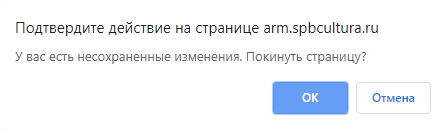 Подтвердите действие на странице arm.spbcultura.ru
У вас есть несохраненные изменения. Покинуть страницу?
ОК
Отмена